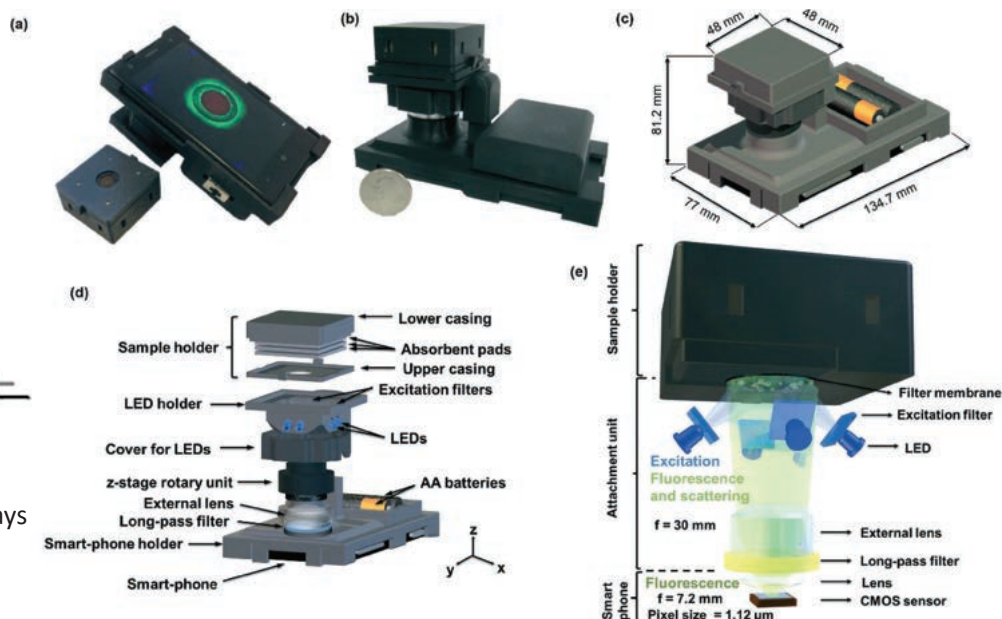 (a)
(b)
(c)
48 mm
48 mm
81.2 mm
77 mm
134.7 mm
(d)
Lower casing
Sample holder
Absorbent pads
Upper casing
Excitation filters
LED holder
LEDs
Cover for LEDs
z-stage rotary unit
AA batteries
External lens
Long-pass filter
Smart-phone holder
Smart-phone
z
y
x
(e)
Sample holder
Filter membrane
Excitation filter
LED
Attachment unit
Excitation
Fluorescence
and scattering
f = 30 mm
External lens
Long-pass filter
Smart
phone
Fluorescence
Lens
f = 7.2 mm
CMOS sensor
Pixel size = 1.12 µm